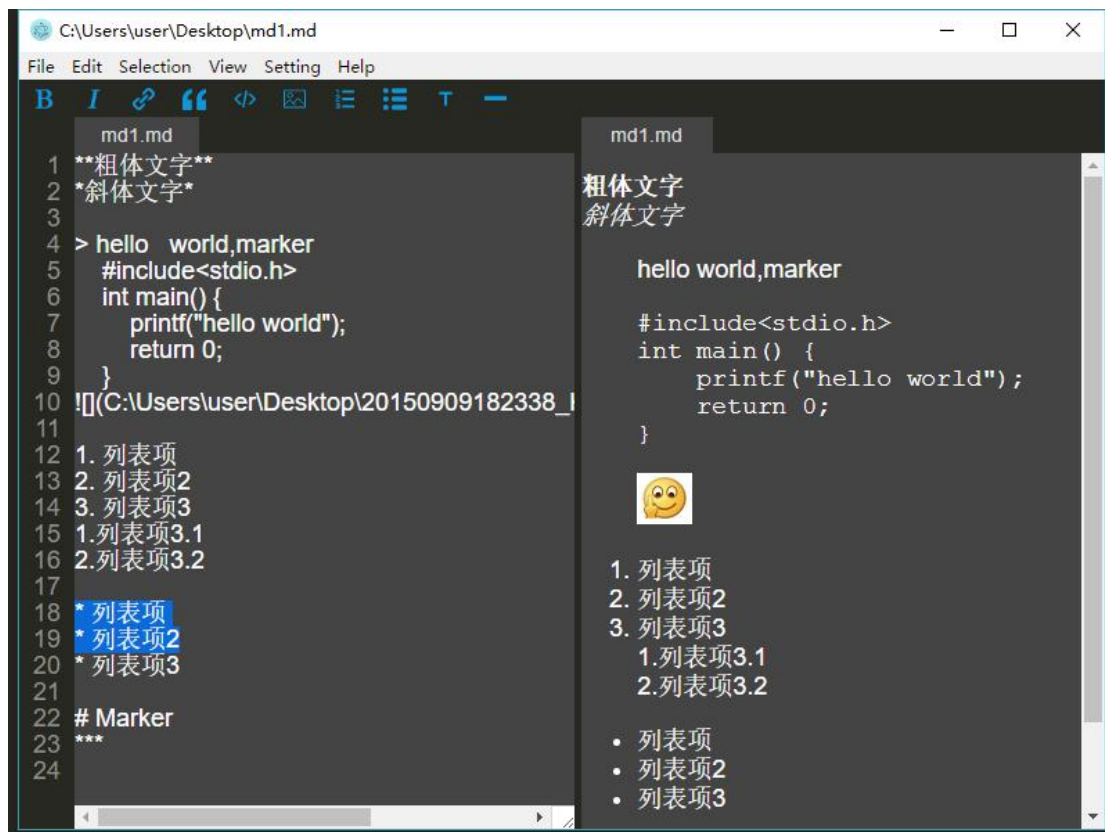 C:\Users\user\Desktop\md1.md
File Edit Selection View Setting Help
B I T
md1.md
1 **粗体文字**
2 *斜体文字*
3
4 > hello   world,marker
5     #include<stdio.h>
6     int main() {
7         printf("hello world");
8         return 0;
9     }
10 ![](C:\Users\user\Desktop\20150909182338_
11
12 1. 列表项
13 2. 列表项2
14 3. 列表项3
15 1.列表项3.1
16 2.列表项3.2
17
18 * 列表项
19 * 列表项2
20 * 列表项3
21
22 # Marker
23 ***
24
md1.md
粗体文字
斜体文字
hello world,marker
#include<stdio.h>
int main() {
    printf("hello world");
    return 0;
}
1. 列表项
2. 列表项2
3. 列表项3
1.列表项3.1
2.列表项3.2
• 列表项
• 列表项2
• 列表项3